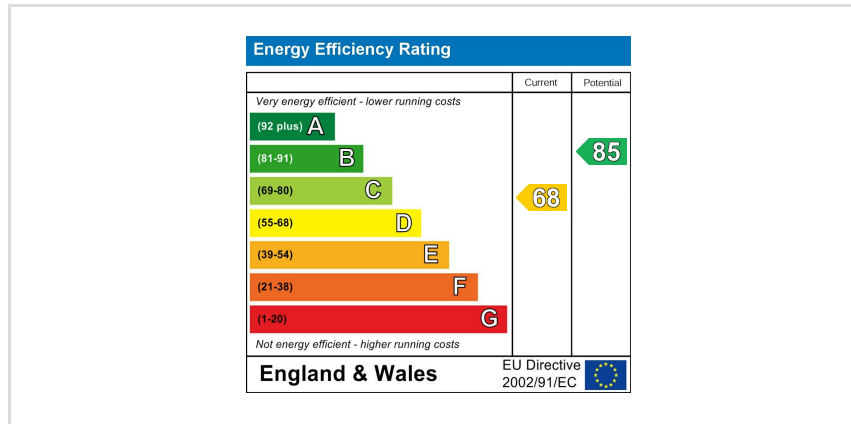 Energy Efficiency Rating
Current Potential
Very energy efficient - lower running costs
(92 plus) A
(81-91) B
85
(69-80) C
68
(55-68) D
(39-54) E
(21-38) F
(1-20) G
Not energy efficient - higher running costs
England & Wales
EU Directive
2002/91/EC